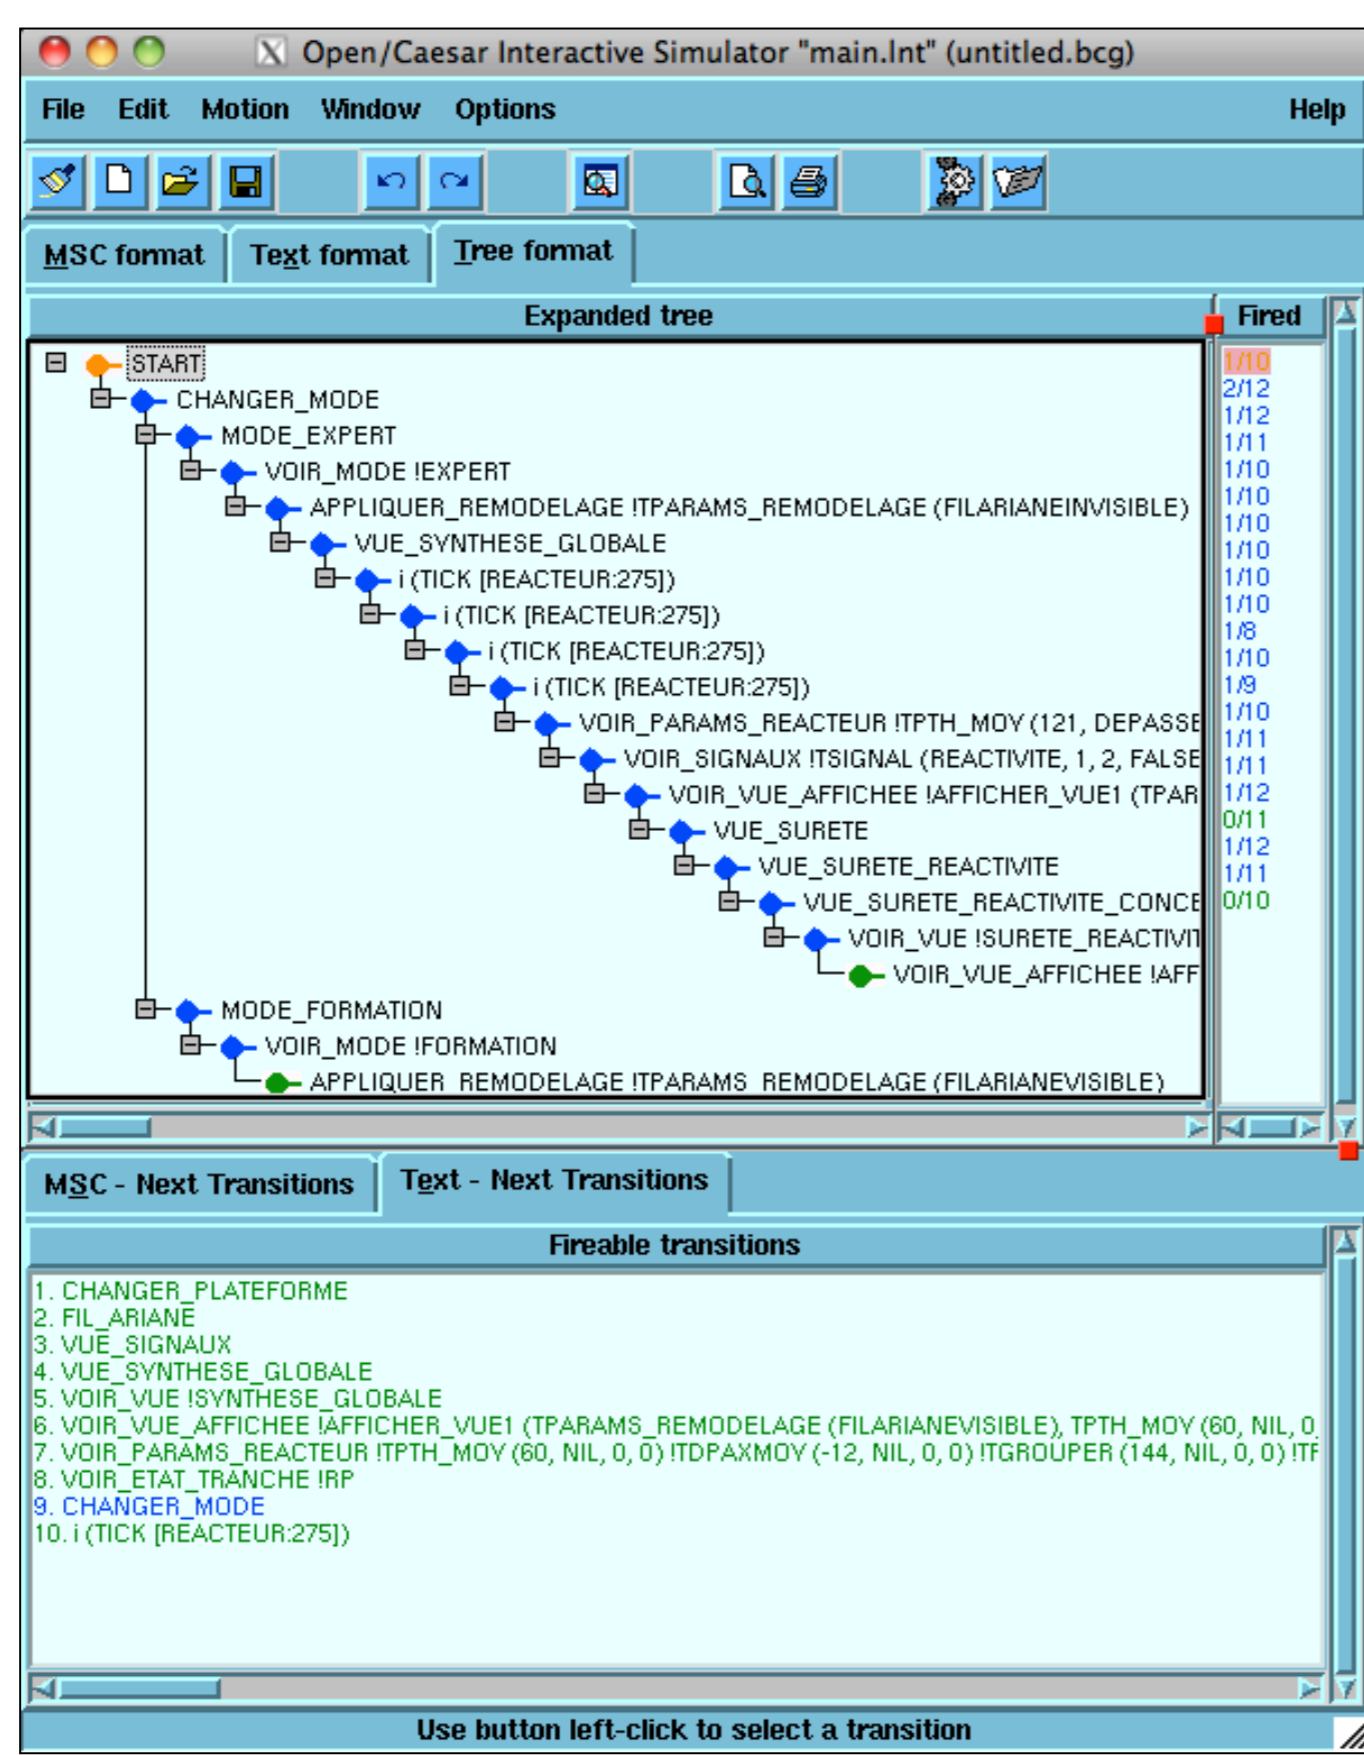 X Open/Caesar Interactive Simulator "main.lnt" (untitled.bcg)
File Edit Motion Window Options Help
MSC format Text format Tree format
Expanded tree Fired
START
CHANGER_MODE
MODE_EXPERT
VOIR_MODE !EXPERT
APPLIQUER_REMODELAGE !TPARAMS_REMODELAGE (FILARIANEINVISIBLE)
VUE_SYNTHESE_GLOBALE
i (TICK [REACTEUR:275])
i (TICK [REACTEUR:275])
i (TICK [REACTEUR:275])
i (TICK [REACTEUR:275])
VOIR_PARAMS_REACTEUR !TPTH_MOY (121, DEPASSE
VOIR_SIGNAUX !TSIGNAL (REACTIVITE, 1, 2, FALSE
VOIR_VUE_AFFICHEE !AFFICHER_VUE1 (TPAR
VUE_SURETE
VUE_SURETE_REACTIVITE
VUE_SURETE_REACTIVITE_CONCE
VOIR_VUE !SURETE_REACTIVIT
VOIR_VUE_AFFICHEE !AFF
MODE_FORMATION
VOIR_MODE !FORMATION
APPLIQUER_REMODELAGE !TPARAMS_REMODELAGE (FILARIANEVISIBLE)
1/10
2/12
1/12
1/11
1/10
1/10
1/10
1/10
1/10
1/10
1/8
1/10
1/9
1/10
1/11
1/11
1/12
0/11
1/12
1/11
0/10
MSC - Next Transitions Text - Next Transitions
Fireable transitions
1. CHANGER_PLATEFORME
2. FIL_ARIANE
3. VUE_SIGNAUX
4. VUE_SYNTHESE_GLOBALE
5. VOIR_VUE !SYNTHESE_GLOBALE
6. VOIR_VUE_AFFICHEE !AFFICHER_VUE1 (TPARAMS_REMODELAGE (FILARIANEVISIBLE), TPTH_MOY (60, NIL, 0,
7. VOIR_PARAMS_REACTEUR !TPTH_MOY (60, NIL, 0, 0) !TDPAXMOY (-12, NIL, 0, 0) !TGROUPER (144, NIL, 0, 0) !TF
8. VOIR_ETAT_TRANCHE !RP
9. CHANGER_MODE
10. i (TICK [REACTEUR:275])
Use button left-click to select a transition